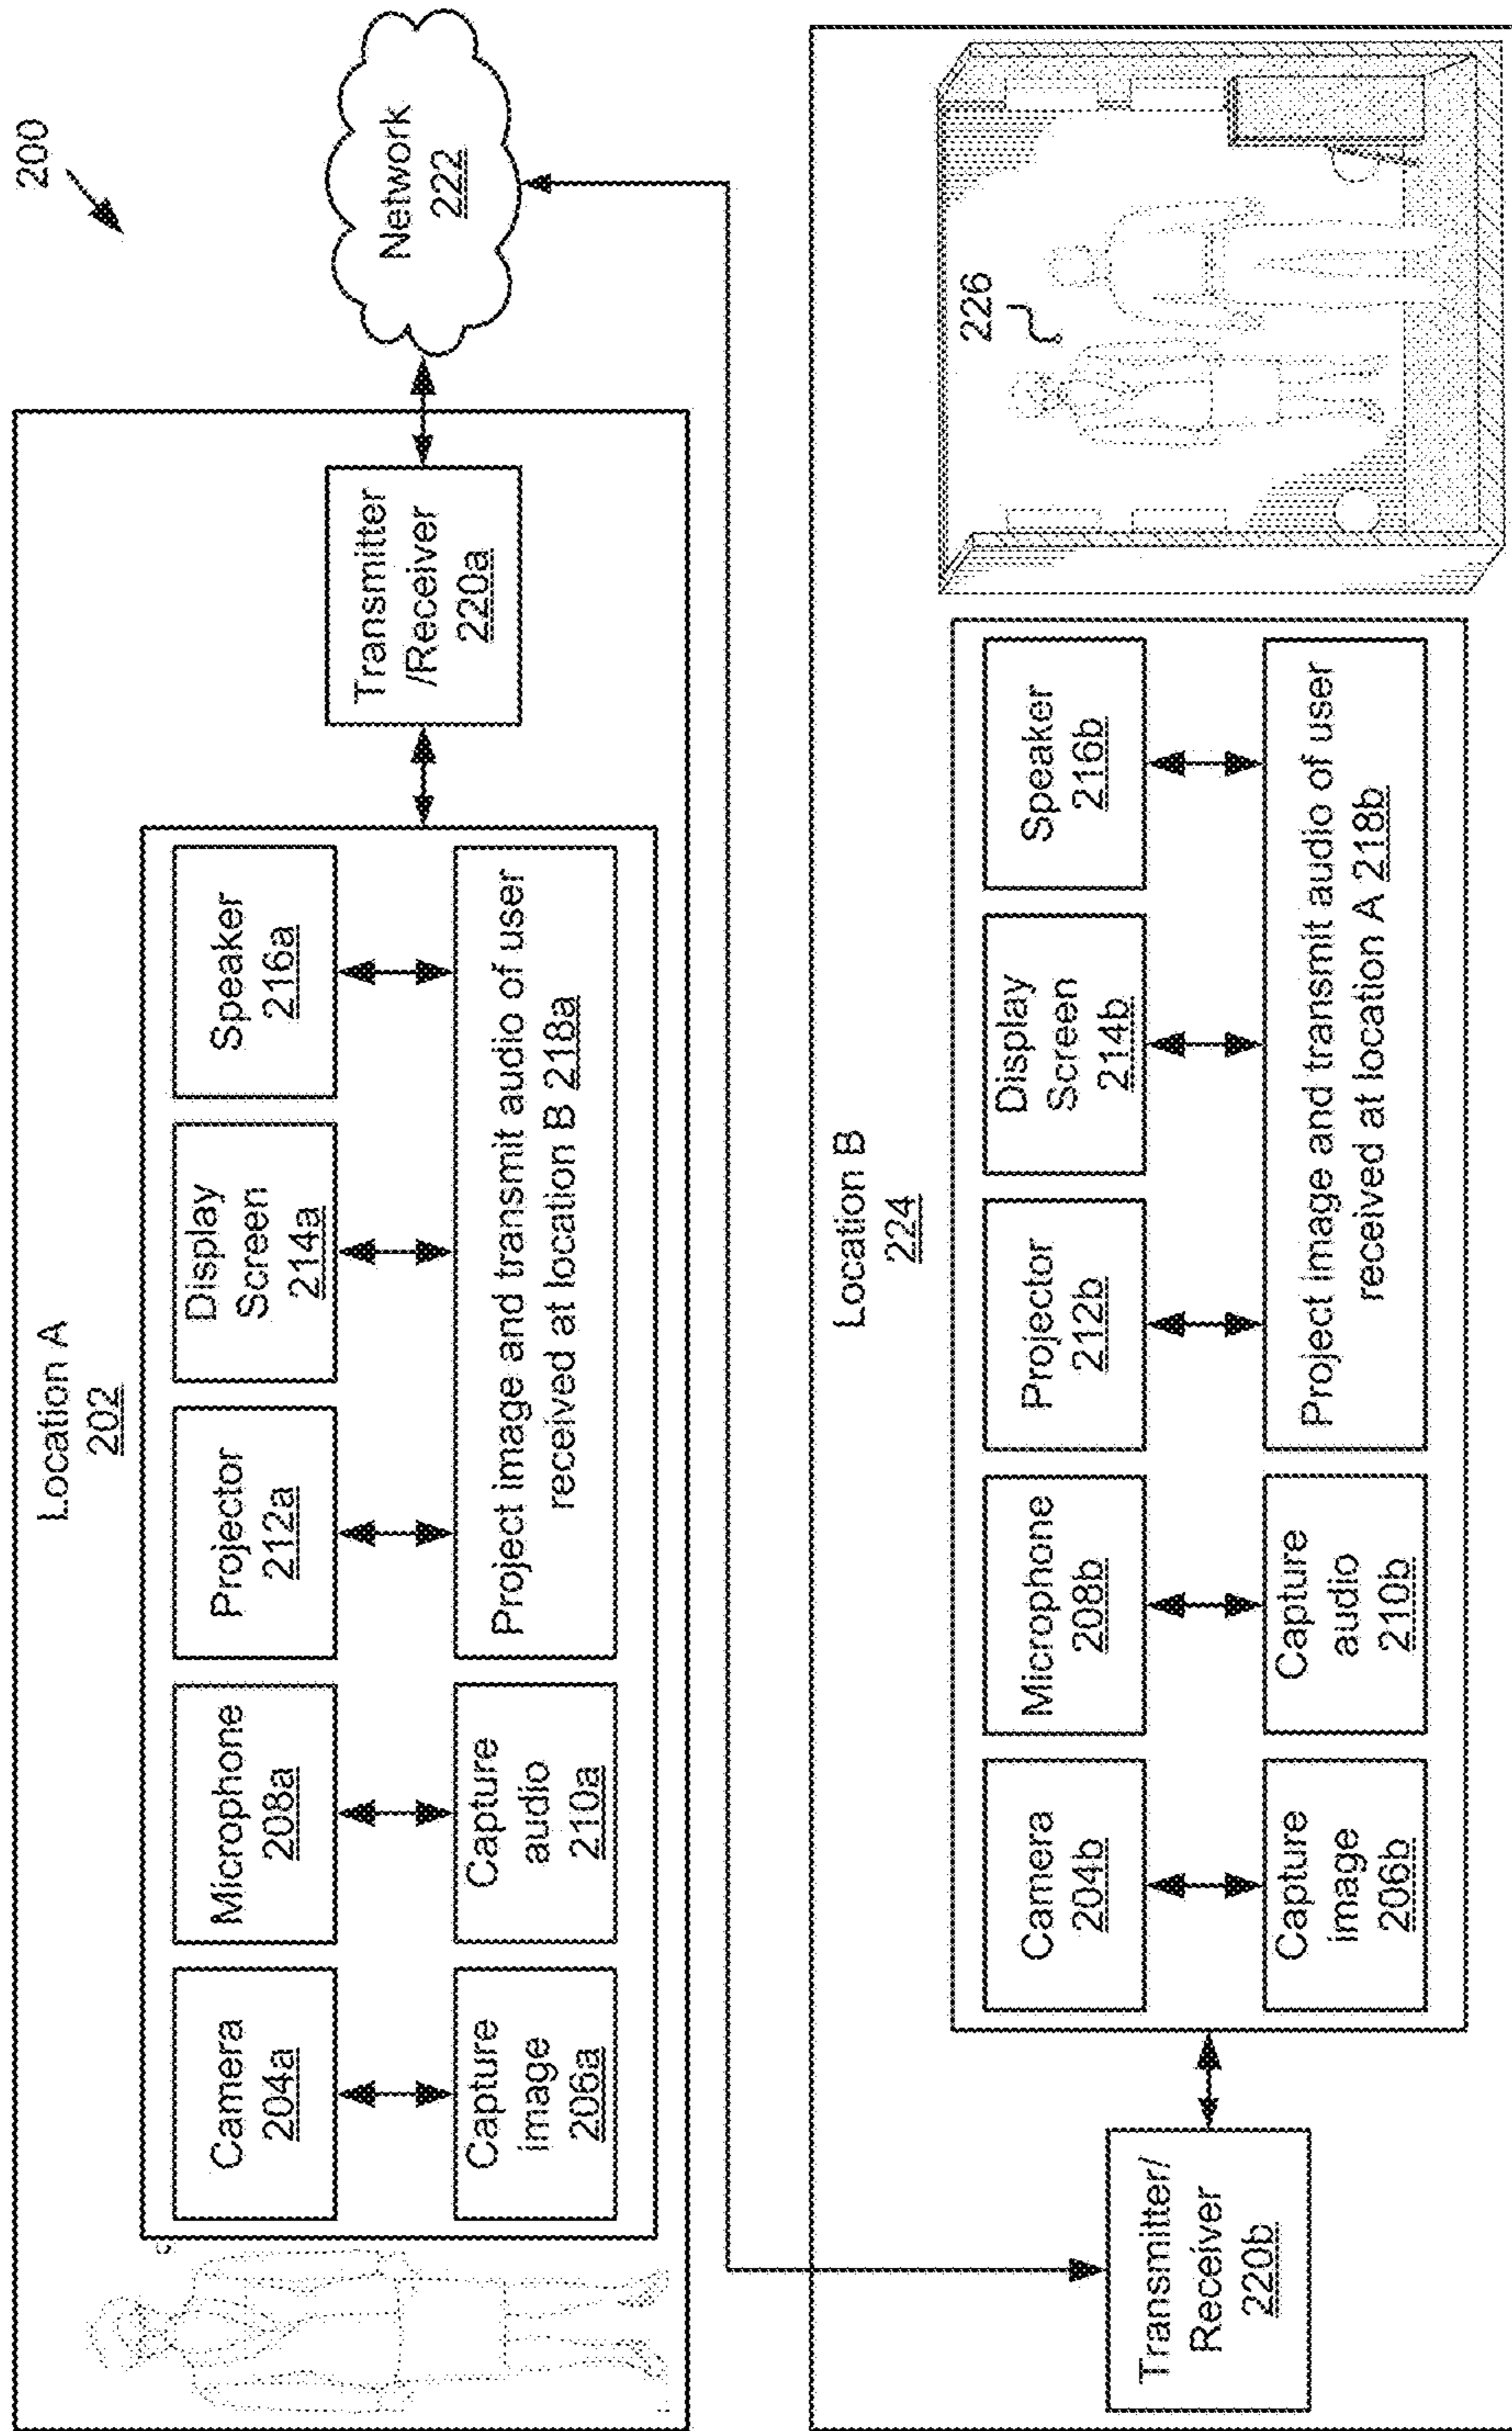 200
Location A
202
Camera
204a
Microphone
208a
Projector
212a
Display
Screen
214a
Speaker
216a
Capture
image
206a
Capture
audio
210a
Project image and transmit audio of user
received at location B 218a
Transmitter
/Receiver
220a
Network
222
Location B
224
Transmitter/
Receiver
220b
Camera
204b
Microphone
208b
Projector
212b
Display
Screen
214b
Speaker
216b
Capture
image
206b
Capture
audio
210b
Project image and transmit audio of user
received at location A 218b
226